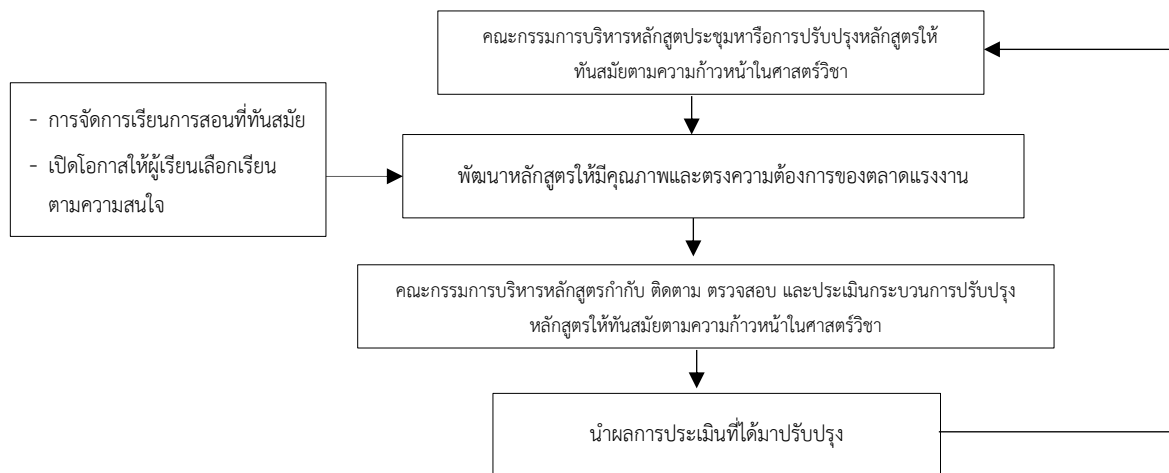 คณะกรรมการบริหารหลักสูตประชุมหารือการปรับปรุงหลักสูตรให้
ทันสมัยตามความก้าวหน้าในศาสตร์วิชา
- การจัดการเรียนการสอนที่ทันสมัย
- เปิดโอกาสให้ผู้เรียนเลือกเรียน
ตามความสนใจ
พัฒนาหลักสูตรให้มีคุณภาพและตรงความต้องการของตลาดแรงงาน
คณะกรรมการบริหารหลักสูตรกำกับ ติดตาม ตรวจสอบ และประเมินกระบวนการปรับปรุง
หลักสูตรให้ทันสมัยตามความก้าวหน้าในศาสตร์วิชา
นำผลการประเมินที่ได้มาปรับปรุง